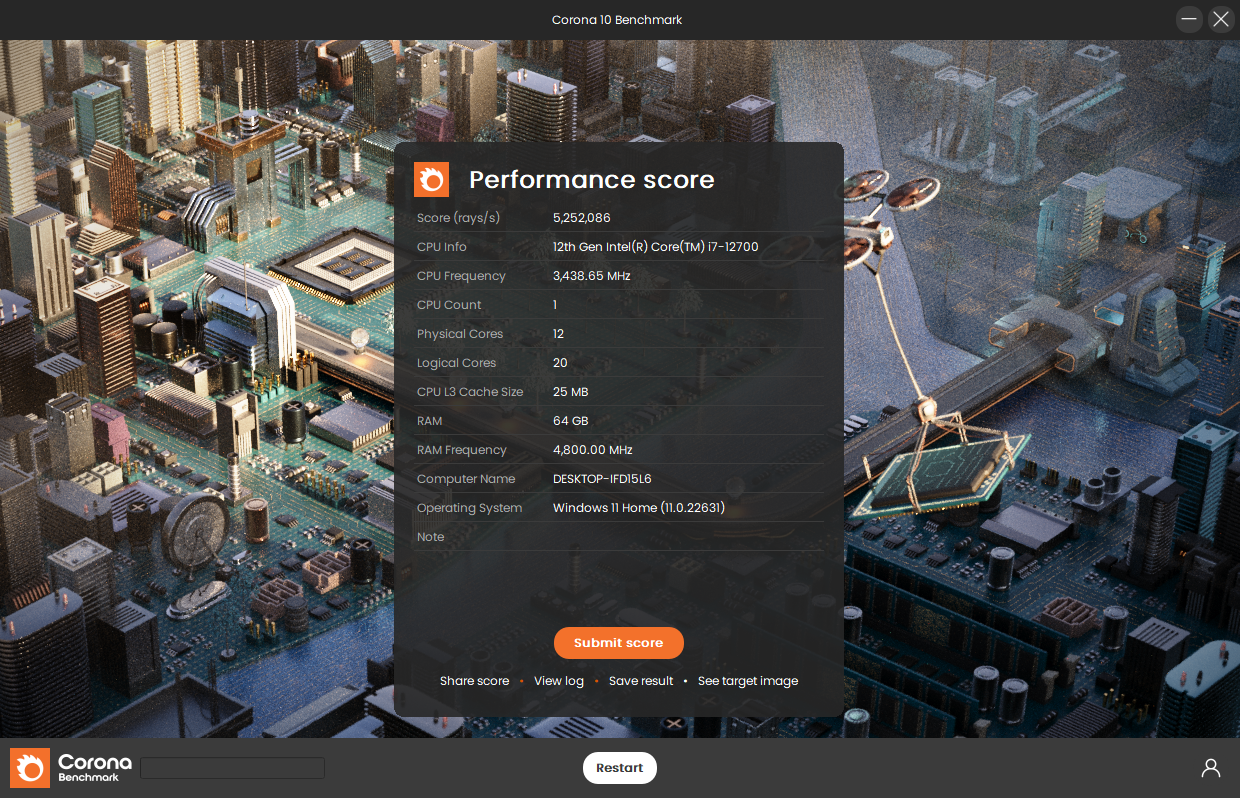 Corona 10 Benchmark
Performance score
Score (rays/s) 5,252,086
CPU Info 12th Gen Intel(R) Core(TM) i7-12700
CPU Frequency 3,438.65 MHz
CPU Count 1
Physical Cores 12
Logical Cores 20
CPU L3 Cache Size 25 MB
RAM 64 GB
RAM Frequency 4,800.00 MHz
Computer Name DESKTOP-IFD15L6
Operating System Windows 11 Home (11.0.22631)
Note
Submit score
Share score • View log • Save result • See target image
Corona
Benchmark
Restart